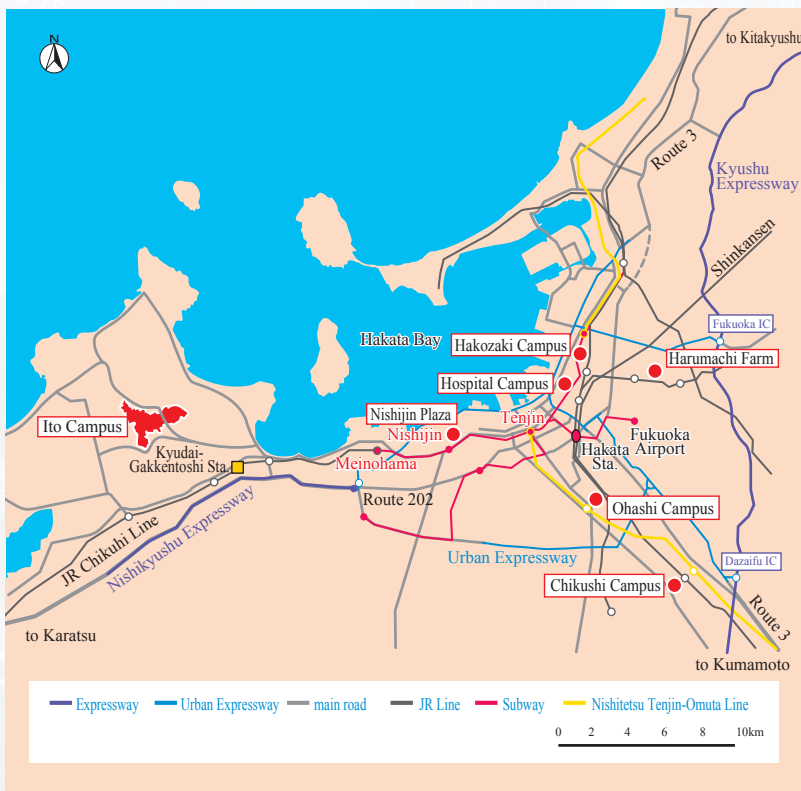 N
to Kitakyushu
Route 3
Kyushu
Expressway
Shinkansen
Hakata Bay
Fukuoka IC
Hakozaki Campus
Harumachi Farm
Hospital Campus
Nishijin Plaza
Ito Campus
Nishijin
Tenjin
Fukuoka
Airport
Hakata
Sta.
Kyudai-
Gakkentoshi Sta.
Meinohama
Route 202
Ohashi Campus
JR Chikuhi Line
Nishikyushu Expressway
Urban Expressway
Dazaifu IC
Chikushi Campus
Route 3
to Karatsu
to Kumamoto
Expressway
Urban Expressway
main road
JR Line
Subway
Nishitetsu Tenjin-Omuta Line
0 2 4 6 8 10km